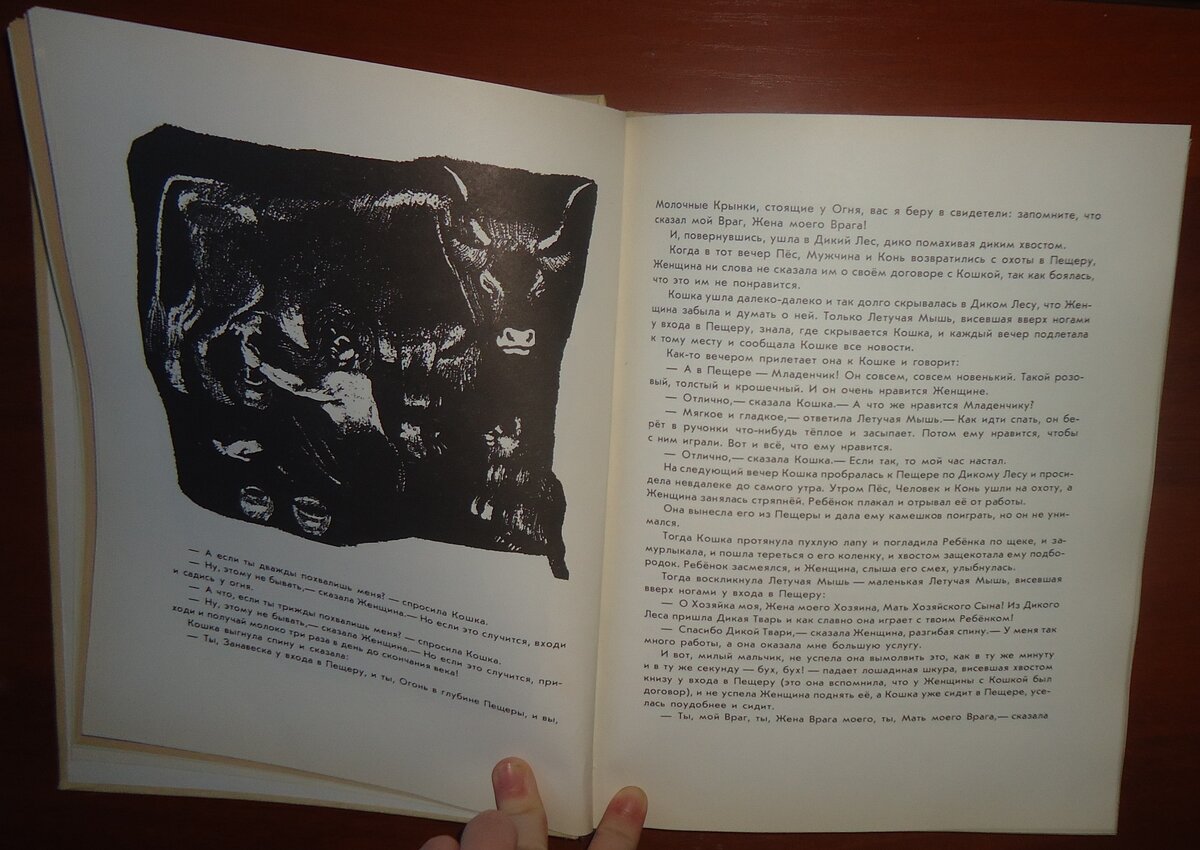 — А если ты дважды похвалишь меня? — спросила Кошка.
— Ну, этому не бывать,— сказала Женщина.— Но если это случится, входи
и садись у огня.
— А что, если ты трижды похвалишь меня? — спросила Кошка.
— Ну, этому не бывать,— сказала Женщина.— Но если это случится, при-
ходи и получай молоко три раза в день до скончания века!
Кошка выгнула спину и сказала:
— Ты, Занавеска у входа в Пещеру, и ты, Огонь в глубине Пещеры, и вы,
Молочные Крынки, стоящие у Огня, вас я беру в свидетели: запомните, что
сказал мой Враг, Жена моего Врага!
И, повернувшись, ушла в Дикий Лес, дико помахивая диким хвостом.
Когда в тот вечер Пёс, Мужчина и Конь возвратились с охоты в Пещеру,
Женщина ни слова не сказала им о своём договоре с Кошкой, так как боялась,
что это им не понравится.
Кошка ушла далеко-далеко и так долго скрывалась в Диком Лесу, что Жен-
щина забыла и думать о ней. Только Летучая Мышь, висевшая вверх ногами
у входа в Пещеру, знала, где скрывается Кошка, и каждый вечер подлетала
к тому месту и сообщала Кошке все новости.
Как-то вечером прилетает она к Кошке и говорит:
— А в Пещере — Младенчик! Он совсем, совсем новенький. Такой розо-
вый, толстый и крошечный. И он очень нравится Женщине.
— Отлично,— сказала Кошка.— А что же нравится Младенчику?
— Мягкое и гладкое,— ответила Летучая Мышь.— Как идти спать, он бе-
рёт в ручонки что-нибудь тёплое и засыпает. Потом ему нравится, чтобы
с ним играли. Вот и всё, что ему нравится.
— Отлично,— сказала Кошка.— Если так, то мой час настал.
На следующий вечер Кошка пробралась к Пещере по Дикому Лесу и проси-
дела невдалеке до самого утра. Утром Пёс, Человек и Конь ушли на охоту, а
Женщина занялась стряпнёй. Ребёнок плакал и отрывал её от работы.
Она вынесла его из Пещеры и дала ему камешков поиграть, но он не уни-
мался.
Тогда Кошка протянула пухлую лапу и погладила Ребёнка по щеке, и за-
мурлыкала, и пошла тереться о его коленку, и хвостом защекотала ему подбо-
родок. Ребёнок засмеялся, и Женщина, слыша его смех, улыбнулась.
Тогда воскликнула Летучая Мышь — маленькая Летучая Мышь, висевшая
вверх ногами у входа в Пещеру:
— О Хозяйка моя, Жена моего Хозяина, Мать Хозяйского Сына! Из Дикого
Леса пришла Дикая Тварь и как славно она играет с твоим Ребёнком!
— Спасибо Дикой Твари,— сказала Женщина, разгибая спину.— У меня так
много работы, а она оказала мне большую услугу.
И вот, милый мальчик, не успела она вымолвить это, как в ту же минуту
и в ту же секунду — бух, бух! — падает лошадиная шкура, висевшая хвостом
книзу у входа в Пещеру (это она вспомнила, что у Женщины с Кошкой был
договор), и не успела Женщина поднять её, а Кошка уже сидит в Пещере, усе-
лась поудобнее и сидит.
— Ты, мой Враг, ты, Жена Врага моего, ты, Мать моего Врага,— сказала